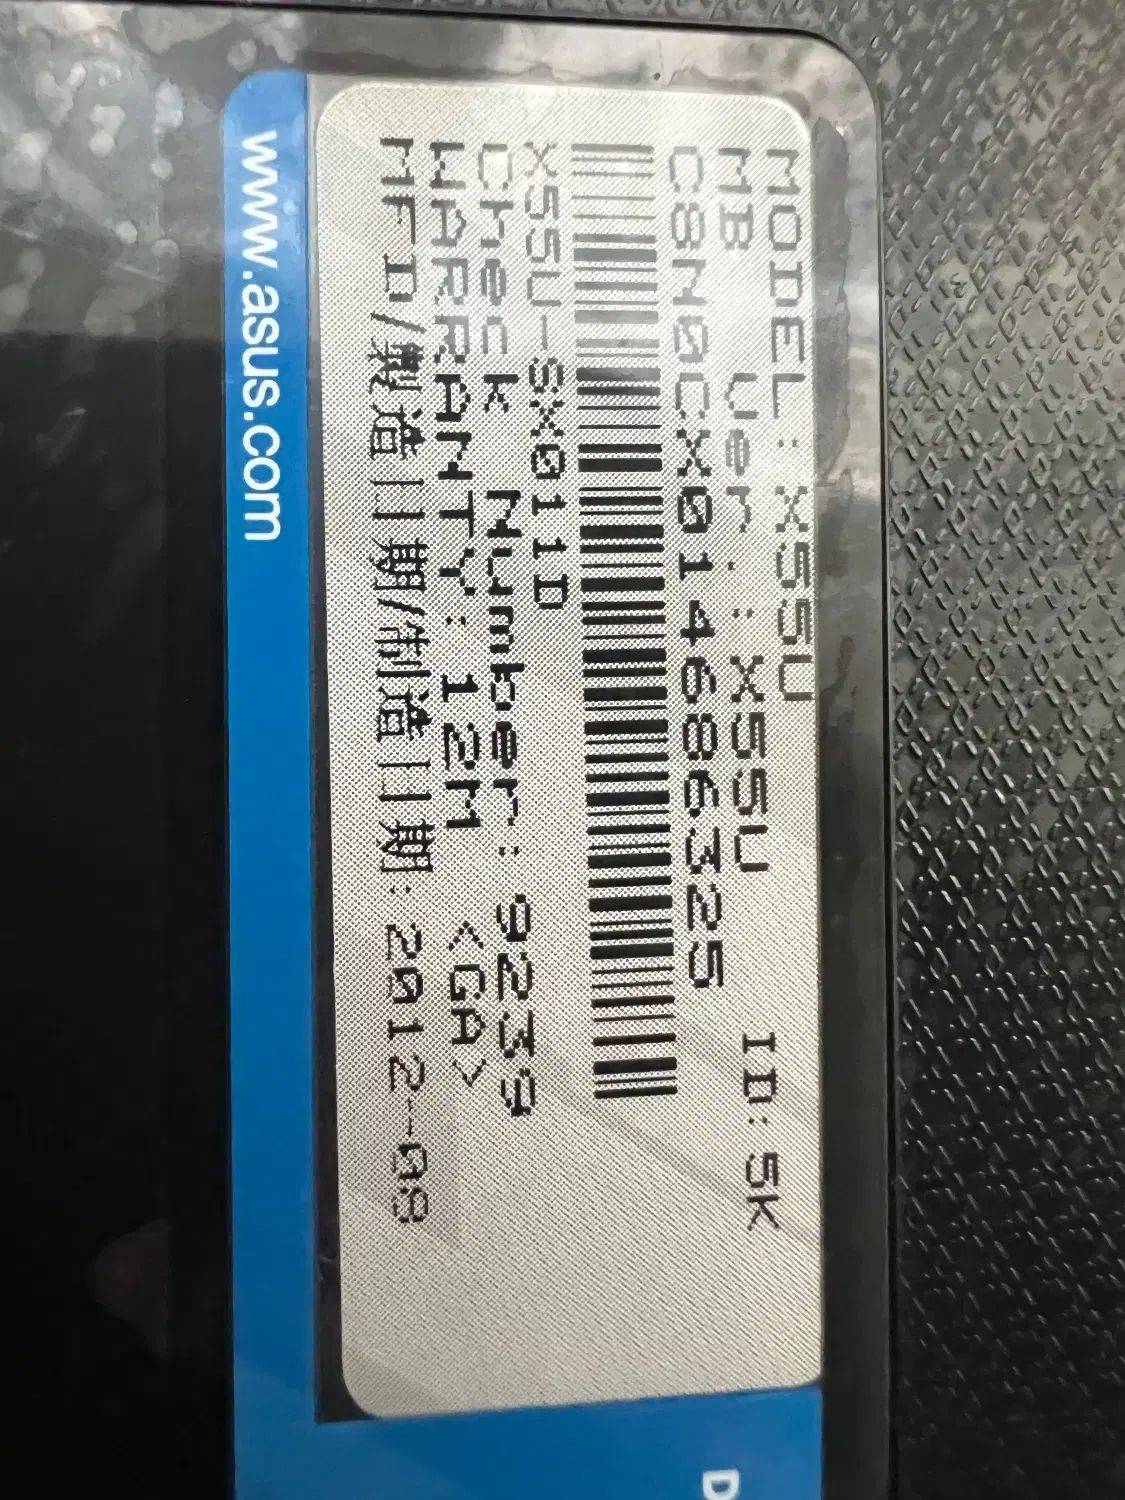 MODEL: X55U
MB Ver.: X55U ID: 5K
C8N0CX014686325
X55U-SX011D
Check Number: 9239
WARRANTY: 12M <GA>
MFD/製造日期/制造日期: 2012-08
www.asus.com
D